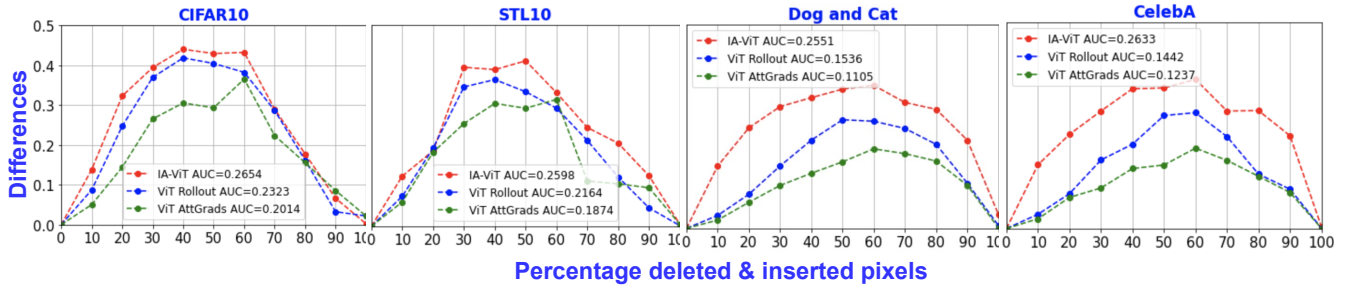 CIFAR10
STL10
Dog and Cat
CelebA
Differences
0.5
0.4
0.3
0.2
0.1
0.0
IA-ViT AUC=0.2654
ViT Rollout AUC=0.2323
ViT AttGrads AUC=0.2014
IA-ViT AUC=0.2598
ViT Rollout AUC=0.2164
ViT AttGrads AUC=0.1874
IA-ViT AUC=0.2551
ViT Rollout AUC=0.1536
ViT AttGrads AUC=0.1105
IA-ViT AUC=0.2633
ViT Rollout AUC=0.1442
ViT AttGrads AUC=0.1237
0 10 20 30 40 50 60 70 80 90 10
10 20 30 40 50 60 70 80 90 10
10 20 30 40 50 60 70 80 90 10
10 20 30 40 50 60 70 80 90 100
Percentage deleted & inserted pixels